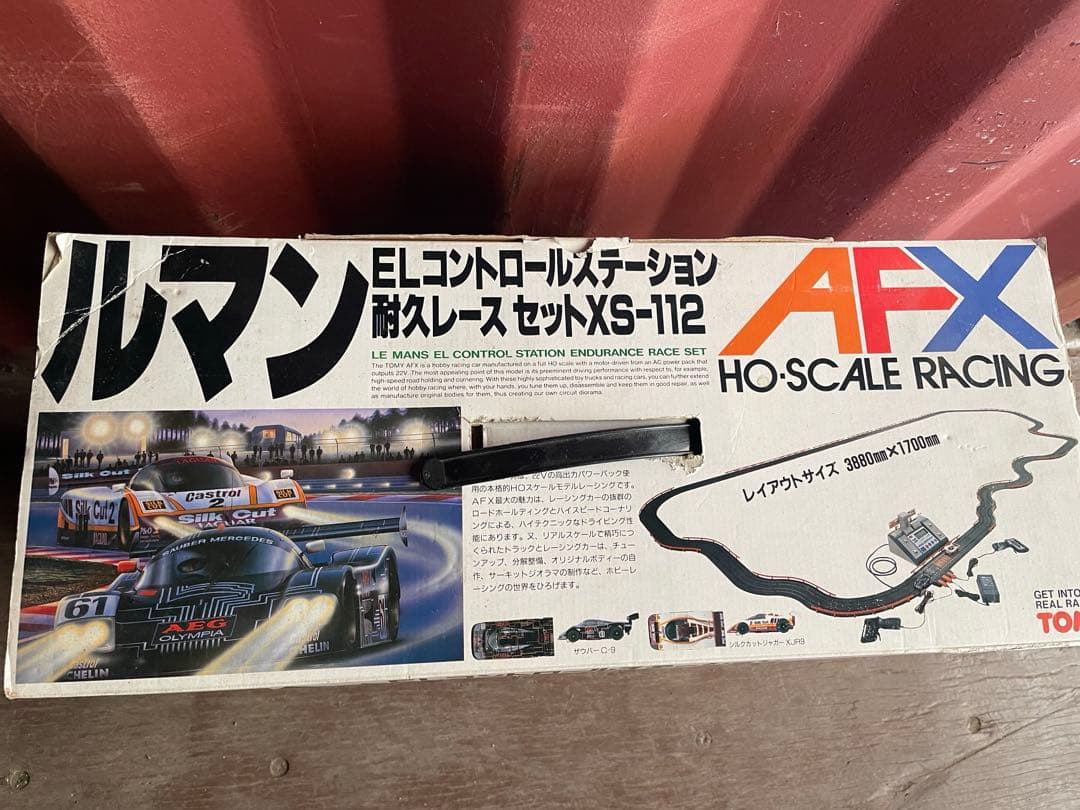 ルマン
ELコントロールステーション
耐久レース セットXS-112
LE MANS EL CONTROL STATION ENDURANCE RACE SET
The TOMY AFX is a hobby racing car manufactured on a full HO scale with a motor-driven from an AC power pack that
outputs 22V. The most appealing point of this model is its preeminent driving performance with respect to, for example,
high-speed road holding and cornering. With these highly sophisticated toy trucks and racing cars, you can further extend
the world of hobby racing where, with your hands, you tune them up, disassemble and keep them in good repair, as well
as manufacture original bodies for them, thus creating our own circuit diorama.
AFX
HO·SCALE RACING
22Vの高出力パワーパック使
用の本格的HOスケールモデルレーシングです。
AFX最大の魅力は、レーシングカーの抜群の
ロードホールディングとハイスピードコーナリ
ングによる、ハイテクニックなドライビング性
能にあります。又、リアルスケールで精巧につ
くられたトラックとレーシングカーは、チュー
ンアップ、分解整備、オリジナルボディーの自
作、サーキットジオラマの制作など、ホビーレ
ーシングの世界をひろげます。
レイアウトサイズ 3880mm×1700mm
Silk Cut
JAGUAR
Castrol
Silk Cut
2
Silk Cut
JAGUAR
SAUBER MERCEDES
61
AEG
OLYMPIA
Castrol
CHELIN
HELIN
ザウバーC-9
シルクカットジャガーXJR9
GET INTO
REAL RA
TOM